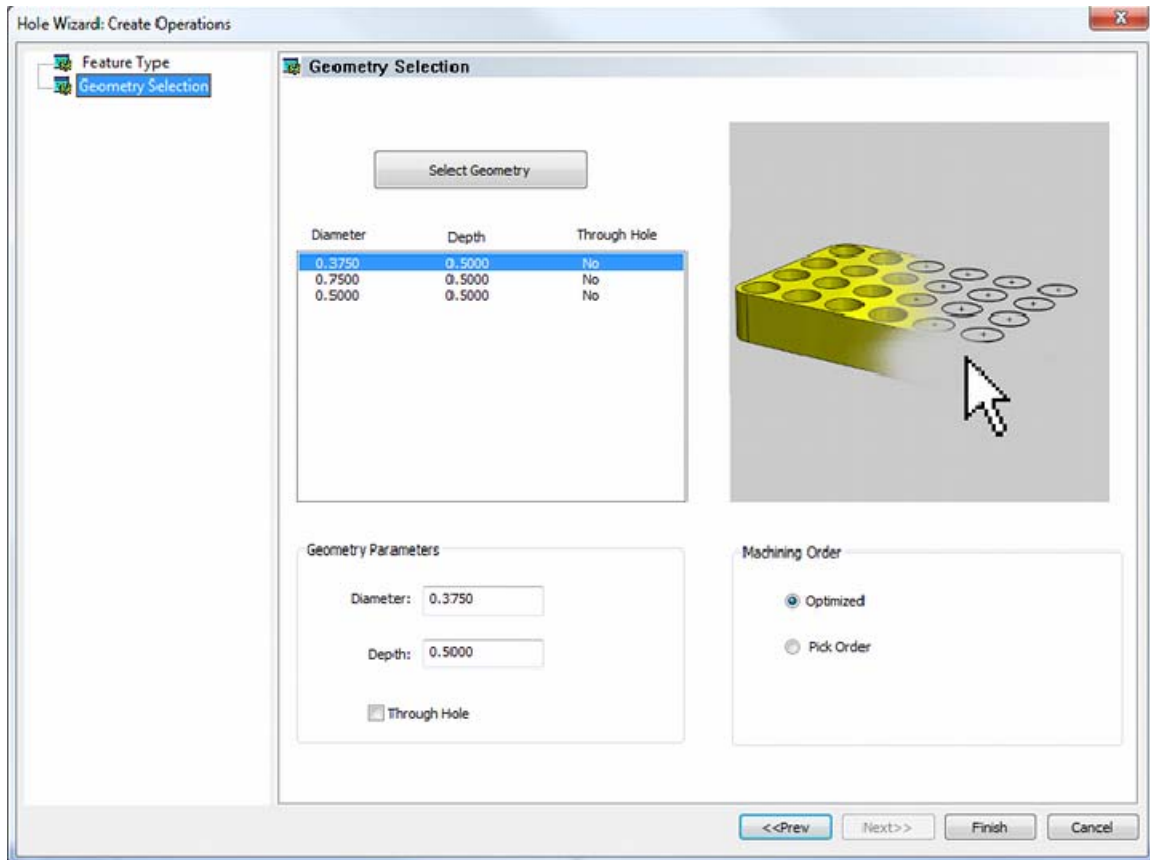 Hole Wizard: Create Operations
Feature Type
Geometry Selection
Geometry Selection
Select Geometry
Diameter Depth Through Hole
0.3750 0.5000 No
0.7500 0.5000 No
0.5000 0.5000 No
Geometry Parameters
Diameter: 0.3750
Depth: 0.5000
Through Hole
Machining Order
Optimized
Pick Order
<<Prev Next>> Finish Cancel